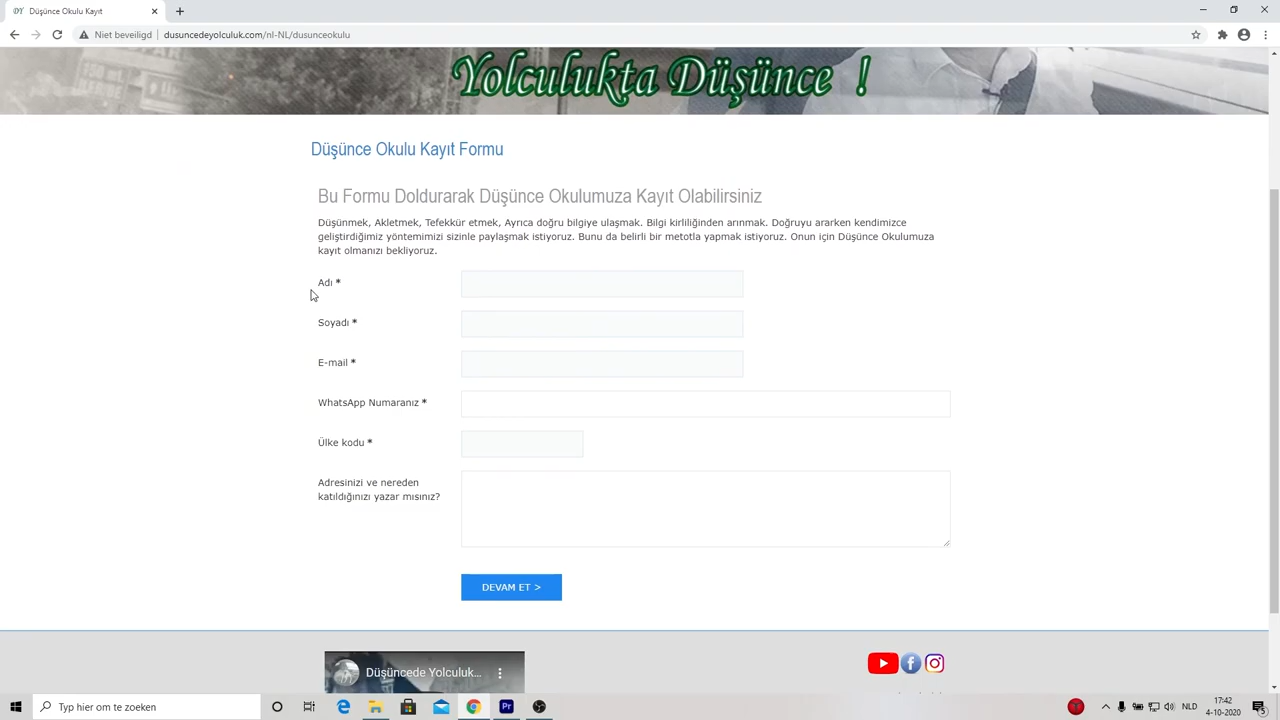 Düşünce Okulu Kayıt
Niet beveiligd
dusuncedeyolculuk.com/nl-NL/dusunceokulu
Yolculukta Düşünce !
Düşünce Okulu Kayıt Formu
Bu Formu Doldurarak Düşünce Okulumuza Kayıt Olabilirsiniz
Düşünmek, Akletmek, Tefekkür etmek, Ayrıca doğru bilgiye ulaşmak. Bilgi kirliliğinden arınmak. Doğruyu ararken kendimizce
geliştirdiğimiz yöntemimizi sizinle paylaşmak istiyoruz. Bunu da belirli bir metotla yapmak istiyoruz. Onun için Düşünce Okulumuza
kayıt olmanızı bekliyoruz.
Adı *
Soyadı *
E-mail *
WhatsApp Numaranız *
Ülke kodu *
Adresinizi ve nereden
katıldığınızı yazar mısınız?
DEVAM ET >
Düşüncede Yolculuk...
Typ hier om te zoeken
NLD
17:42
4-10-2020